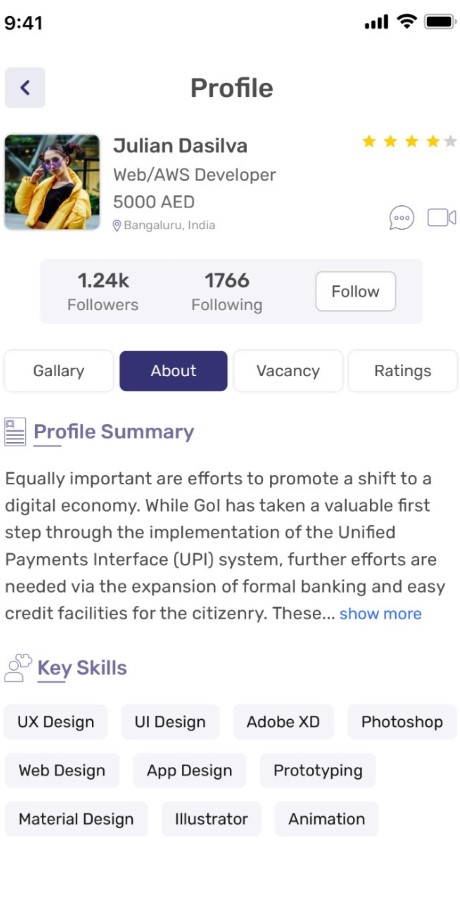 9:41
Profile
Julian Dasilva
Web/AWS Developer
5000 AED
Bangaluru, India
1.24k 1766
Followers Following Follow
Gallary About Vacancy Ratings
Profile Summary
Equally important are efforts to promote a shift to a
digital economy. While GoI has taken a valuable first
step through the implementation of the Unified
Payments Interface (UPI) system, further efforts are
needed via the expansion of formal banking and easy
credit facilities for the citizenry. These... show more
Key Skills
UX Design UI Design Adobe XD Photoshop
Web Design App Design Prototyping
Material Design Illustrator Animation